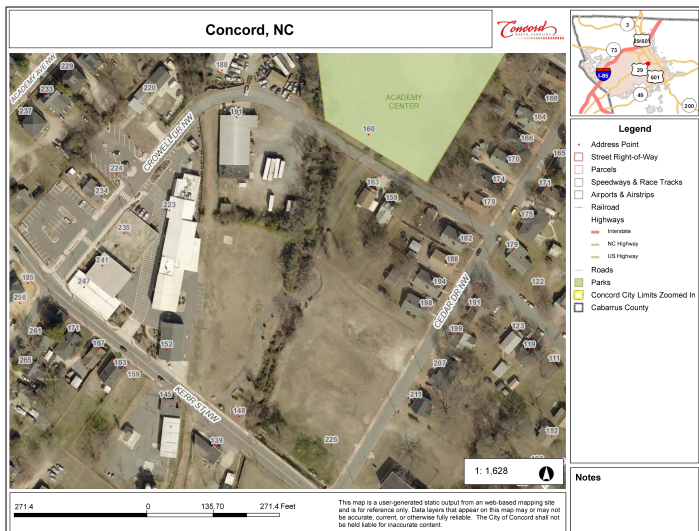 Concord, NC
Concord
NORTH CAROLINA
3
29/601
73
I-85
29
601
49
200
ACADEMY AVE NW
229
233
237
220
188
191
CROWELL DR NW
224
234
235
223
241
247
185
256
261
265
171
167
163
159
152
145
139
148
KERR ST NW
ACADEMY
CENTER
160
163
159
160
164
166
170
174
178
165
171
175
179
182
188
194
198
122
CEDAR DR NW
191
199
123
119
111
207
211
226
192
1: 1,628
Legend
Address Point
Street Right-of-Way
Parcels
Speedways & Race Tracks
Airports & Airstrips
Railroad
Highways
Interstate
NC Highway
US Highway
Roads
Parks
Concord City Limits Zoomed In
Cabarrus County
Notes
271.4 0 135.70 271.4 Feet
This map is a user-generated static output from an web-based mapping site
and is for reference only. Data layers that appear on this map may or may not
be accurate, current, or otherwise fully reliable. The City of Concord shall not
be held liable for inaccurate content.